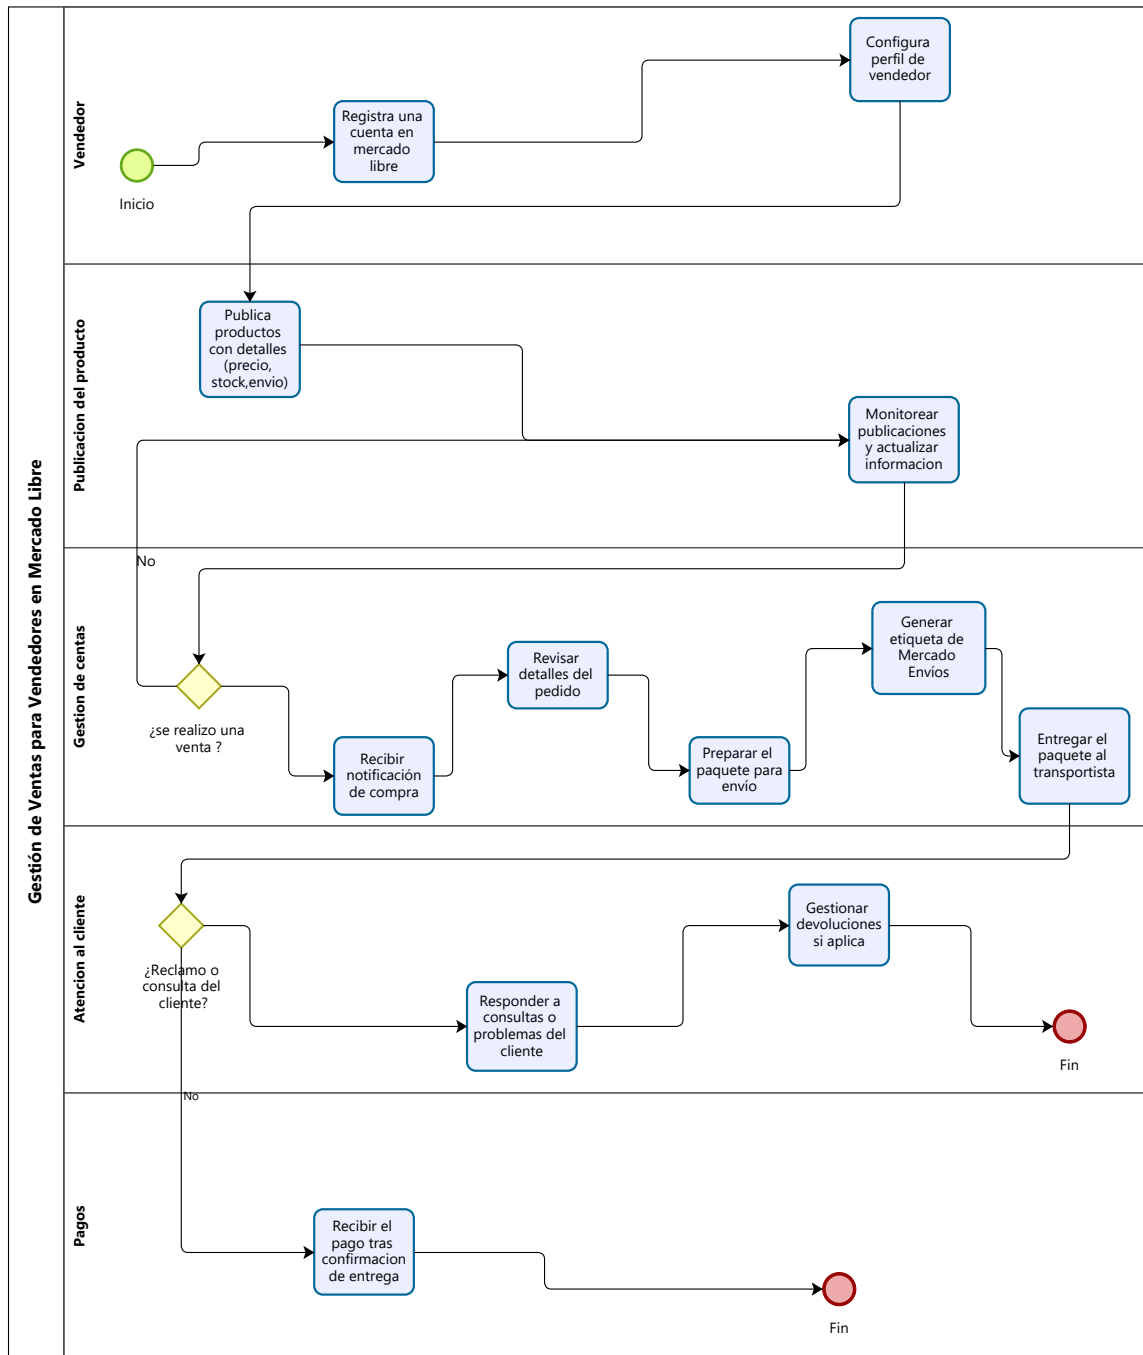 Gestión de Ventas para Vendedores en Mercado Libre
Vendedor
Inicio
Registra una
cuenta en
mercado
libre
Configura
perfil de
vendedor
Publicacion del producto
Publica
productos
con detalles
(precio,
stock,envio)
Monitorear
publicaciones
y actualizar
informacion
No
Gestion de centas
¿se realizo una
venta ?
Recibir
notificación
de compra
Revisar
detalles del
pedido
Preparar el
paquete para
envío
Generar
etiqueta de
Mercado
Envíos
Entregar el
paquete al
transportista
Atencion al cliente
¿Reclamo o
consulta del
cliente?
Responder a
consultas o
problemas del
cliente
Gestionar
devoluciones
si aplica
Fin
No
Pagos
Recibir el
pago tras
confirmacion
de entrega
Fin